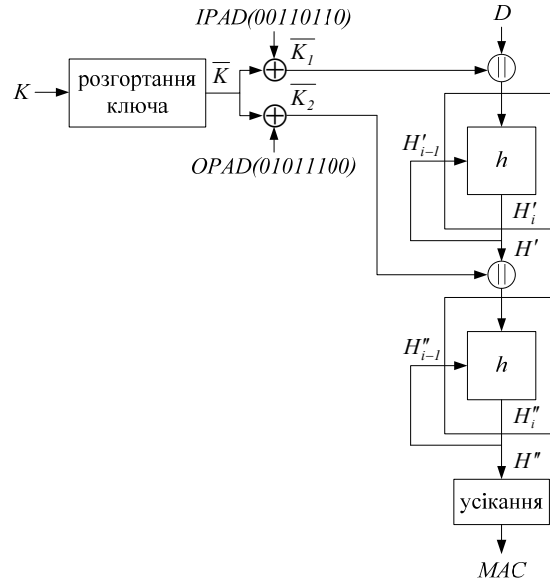 IPAD(00110110)
D
K
розгортання
ключа
K̅
K̅₁
||
K̅₂
OPAD(01011100)
H′ᵢ₋₁
h
H′ᵢ
H′
||
H″ᵢ₋₁
h
H″ᵢ
H″
усікання
MAC